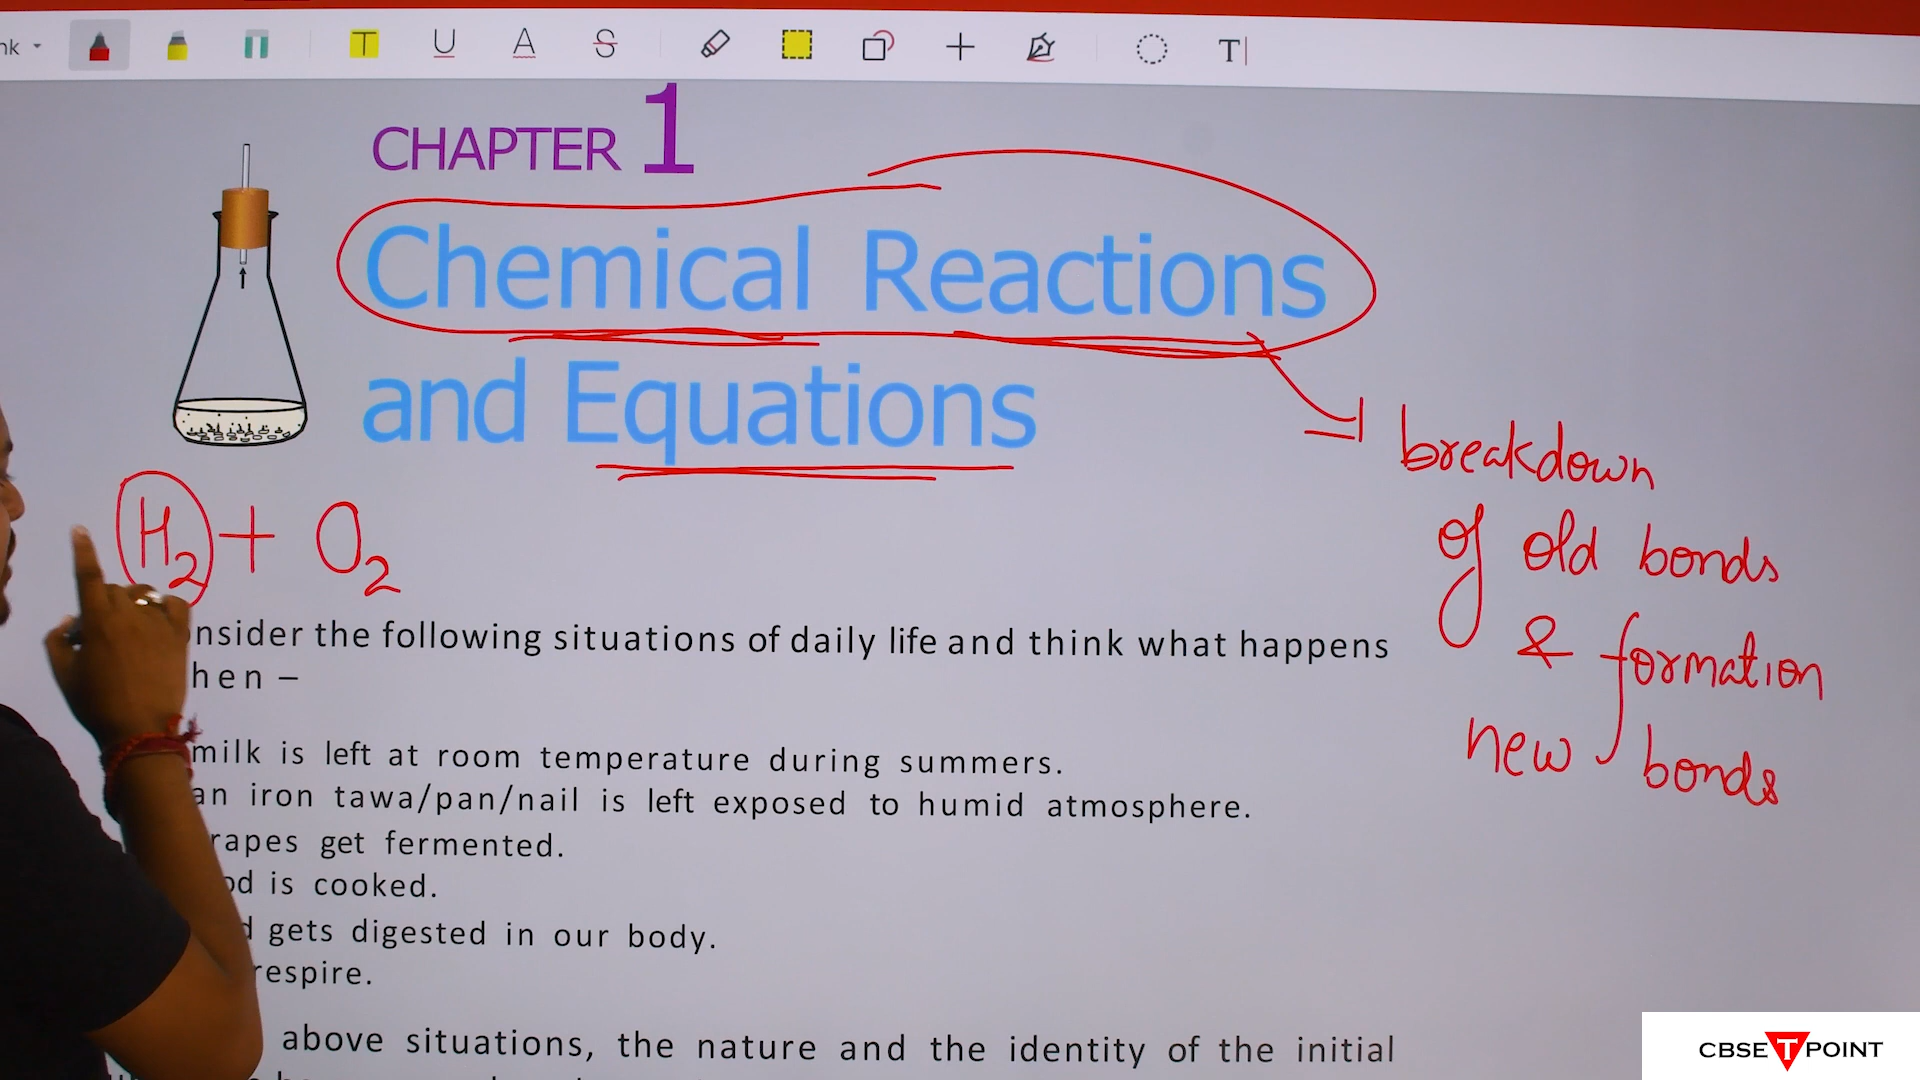 CHAPTER 1
Chemical Reactions
and Equations
breakdown
of old bonds
& formation
new bonds
H2 + O2
the following situations of daily life and think what happens
–
milk is left at room temperature during summers.
an iron tawa/pan/nail is left exposed to humid atmosphere.
get fermented.
is cooked.
gets digested in our body.
respire.
above situations, the nature and the identity of the initial
CBSE T POINT